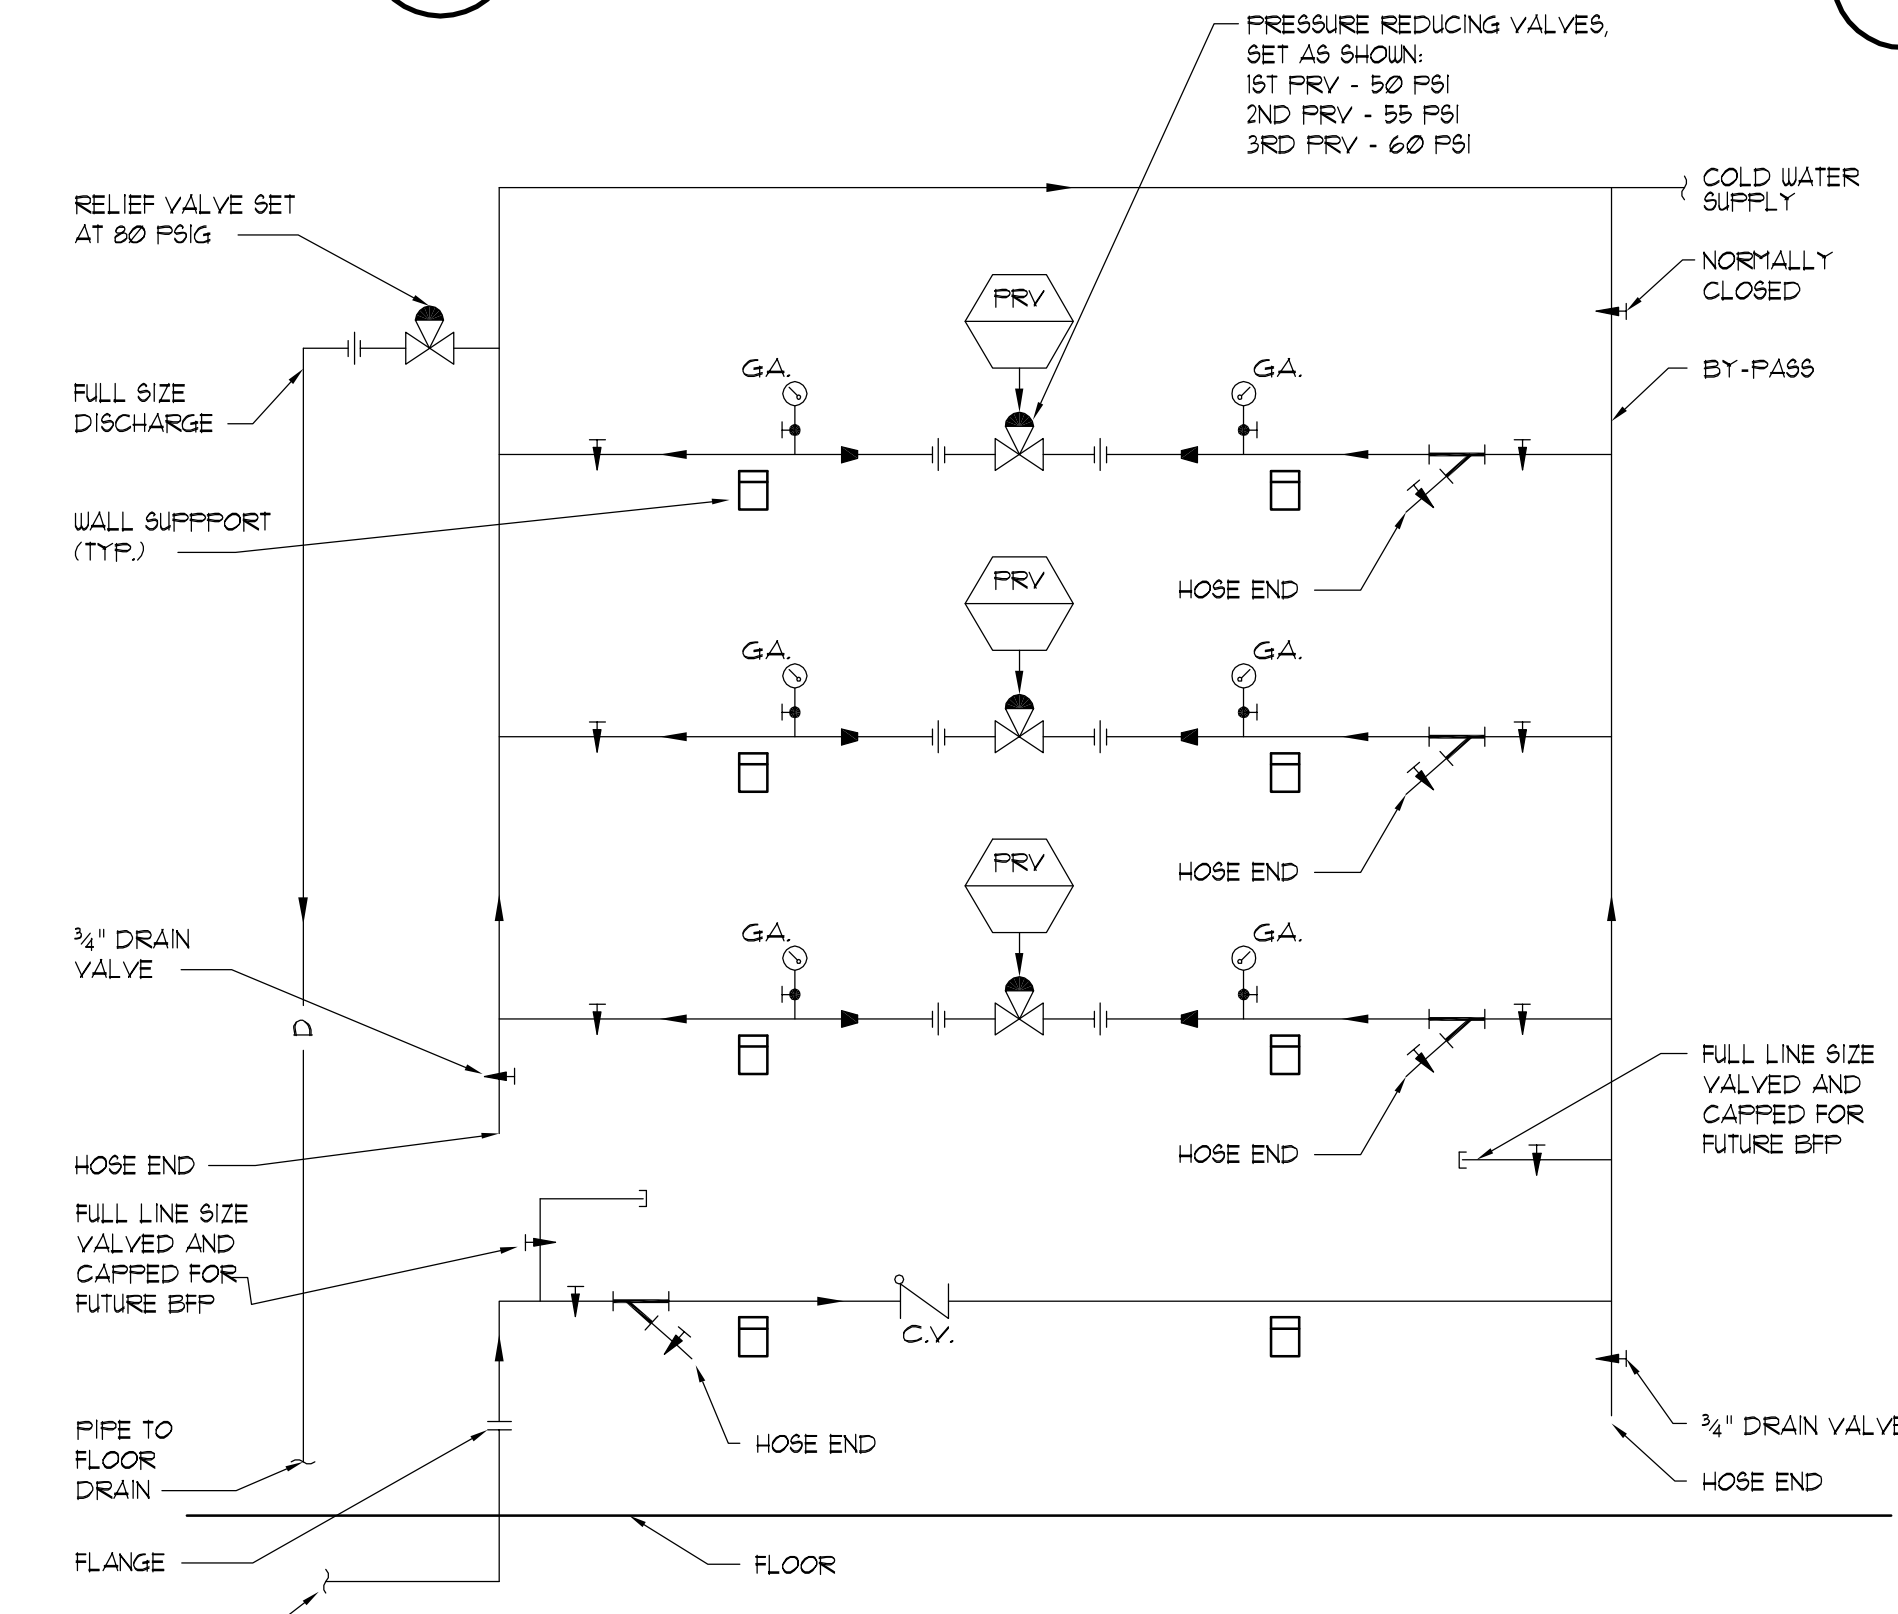 PRESSURE REDUCING VALVES,
SET AS SHOWN:
1ST PRV - 50 PSI
2ND PRV - 55 PSI
3RD PRV - 60 PSI
COLD WATER
SUPPLY
RELIEF VALVE SET
AT 80 PSIG
NORMALLY
CLOSED
PRV
GA.
GA.
BY-PASS
FULL SIZE
DISCHARGE
WALL SUPPPORT
(TYP.)
HOSE END
PRV
GA.
GA.
HOSE END
PRV
GA.
GA.
3/4" DRAIN
VALVE
D
FULL LINE SIZE
VALVED AND
CAPPED FOR
FUTURE BFP
HOSE END
HOSE END
FULL LINE SIZE
VALVED AND
CAPPED FOR
FUTURE BFP
C.V.
PIPE TO
FLOOR
DRAIN
HOSE END
3/4" DRAIN VALVE
HOSE END
FLANGE
FLOOR